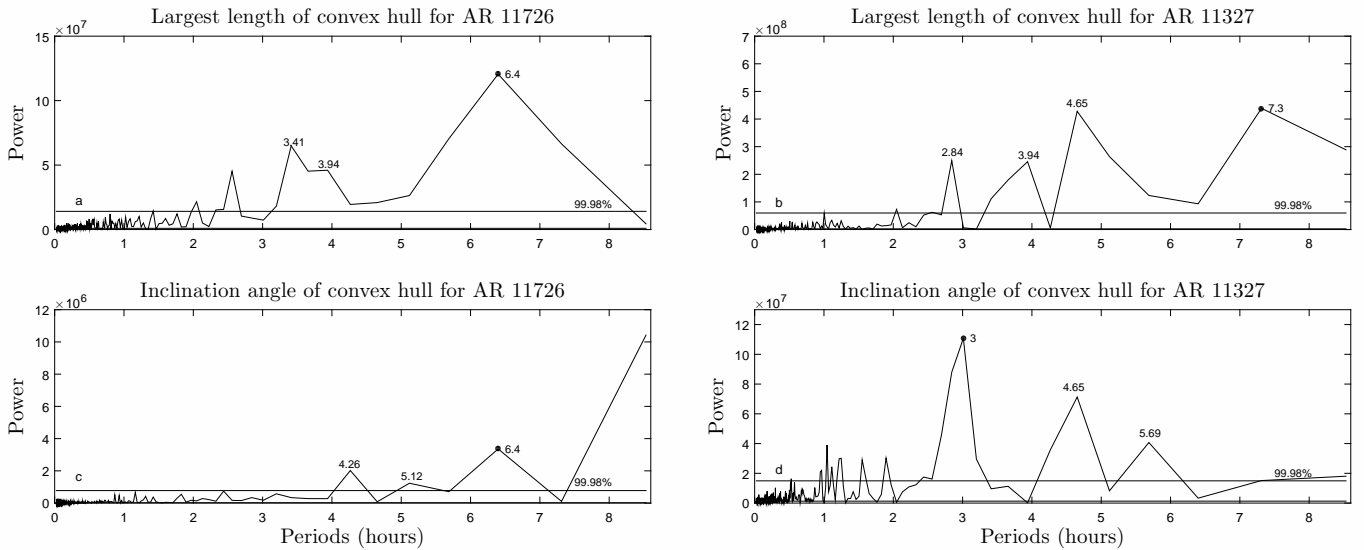 Largest length of convex hull for AR 11726
×10^7
15
10
5
0
Power
6.4
3.41
3.94
a
99.98%
0 1 2 3 4 5 6 7 8
Largest length of convex hull for AR 11327
×10^8
7
6
5
4
3
2
1
0
Power
2.84
3.94
4.65
7.3
b
99.98%
0 1 2 3 4 5 6 7 8
Inclination angle of convex hull for AR 11726
×10^6
12
10
8
6
4
2
0
Power
4.26
5.12
6.4
c
99.98%
0 1 2 3 4 5 6 7 8
Periods (hours)
Inclination angle of convex hull for AR 11327
×10^7
12
10
8
6
4
2
0
Power
3
4.65
5.69
d
99.98%
0 1 2 3 4 5 6 7 8
Periods (hours)